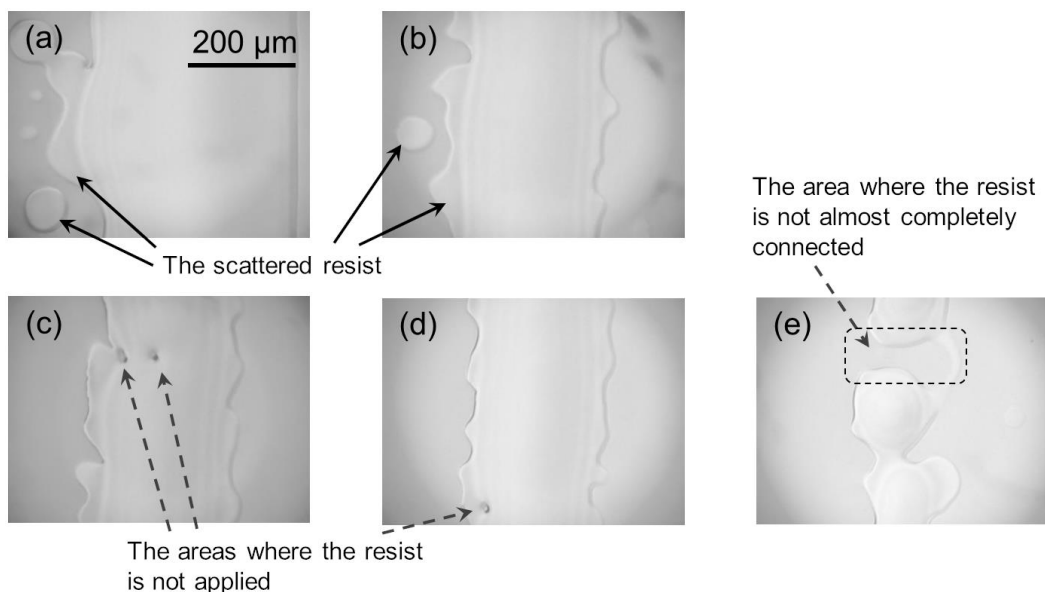 (a)
200 µm
(b)
The scattered resist
The area where the resist
is not almost completely
connected
(c)
(d)
(e)
The areas where the resist
is not applied